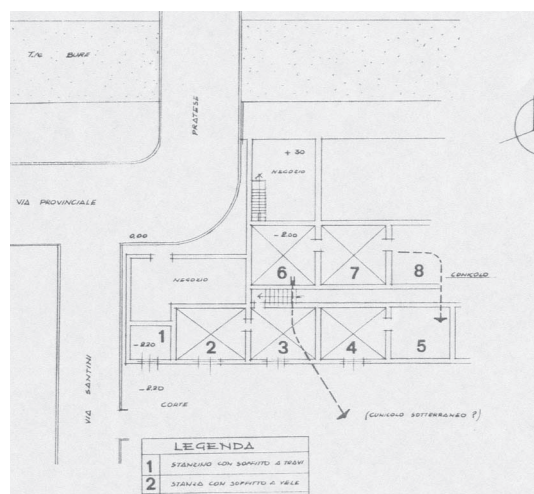 T.te BURE
PRATESE
VIA PROVINCIALE
+ 30
NEGOZIO
0,00
- 2.00
6
7
8
CUNICOLO
NEGOZIO
1
- 2.20
2
3
4
5
- 2.20
CORTE
(CUNICOLO SOTTERRANEO ?)
VIA SANTINI
LEGENDA
1 STANZINO CON SOFFITTO A TRAVI
2 STANZA CON SOFFITTO A VELE